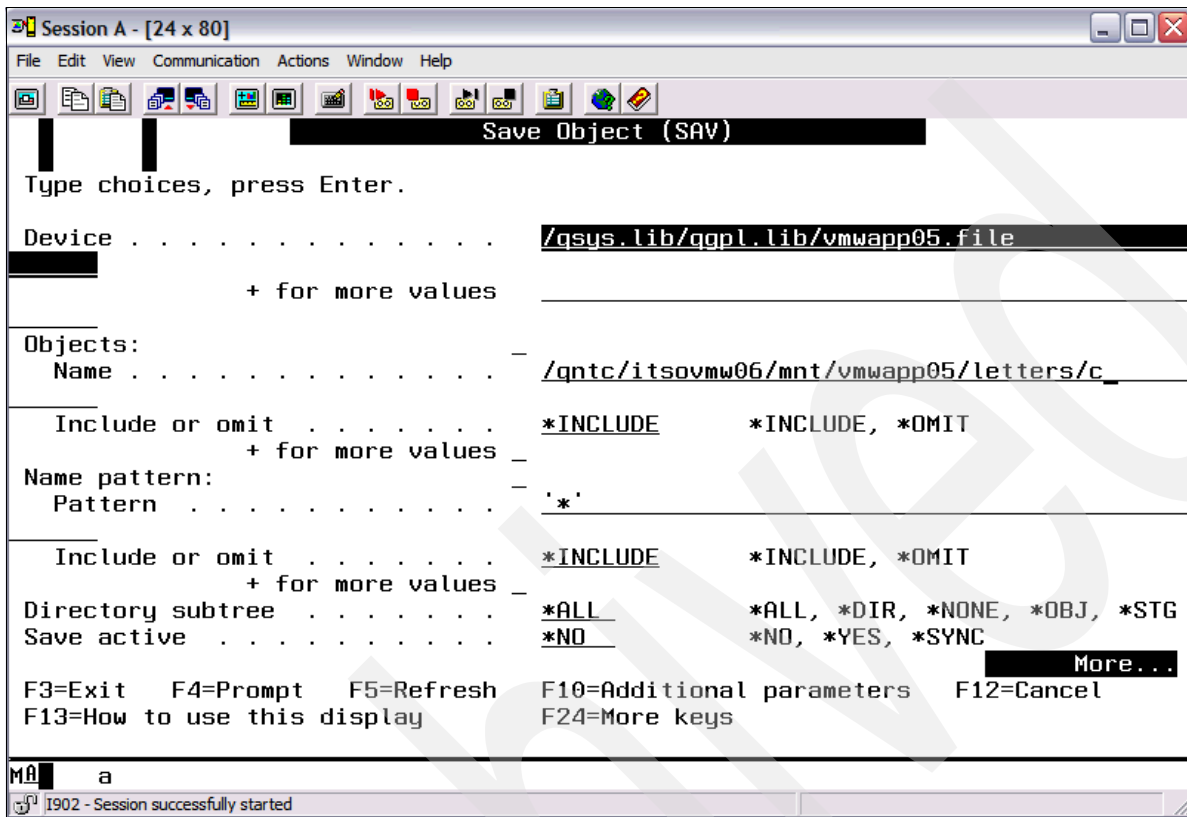 Session A - [24 x 80]
File Edit View Communication Actions Window Help
Save Object (SAV)
Type choices, press Enter.
Device . . . . . . . . . . . . . /qsys.lib/qgpl.lib/vmwapp05.file
+ for more values
Objects:
Name . . . . . . . . . . . . . /qntc/itsovmw06/mnt/vmwapp05/letters/c_
Include or omit . . . . . . . *INCLUDE *INCLUDE, *OMIT
+ for more values _
Name pattern:
Pattern . . . . . . . . . . . '*'
Include or omit . . . . . . . *INCLUDE *INCLUDE, *OMIT
+ for more values _
Directory subtree . . . . . . . *ALL *ALL, *DIR, *NONE, *OBJ, *STG
Save active . . . . . . . . . . *NO *NO, *YES, *SYNC
More...
F3=Exit F4=Prompt F5=Refresh F10=Additional parameters F12=Cancel
F13=How to use this display F24=More keys
MA a
I902 - Session successfully started